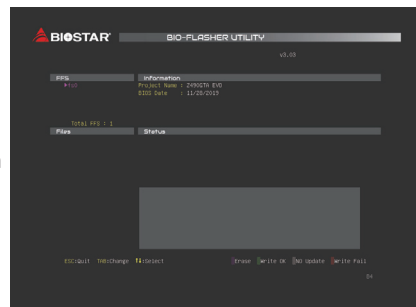 BIOSTAR
BIO-FLASHER UTILITY
v3.03
FFS
Information
Project Name : Z490GTA EVO
BIOS Date : 11/28/2019
Total FFS : 1
Files
Status
ESC:Quit TAB:Change ↑↓:Select
Erase Write Ok NO Update Write Fail